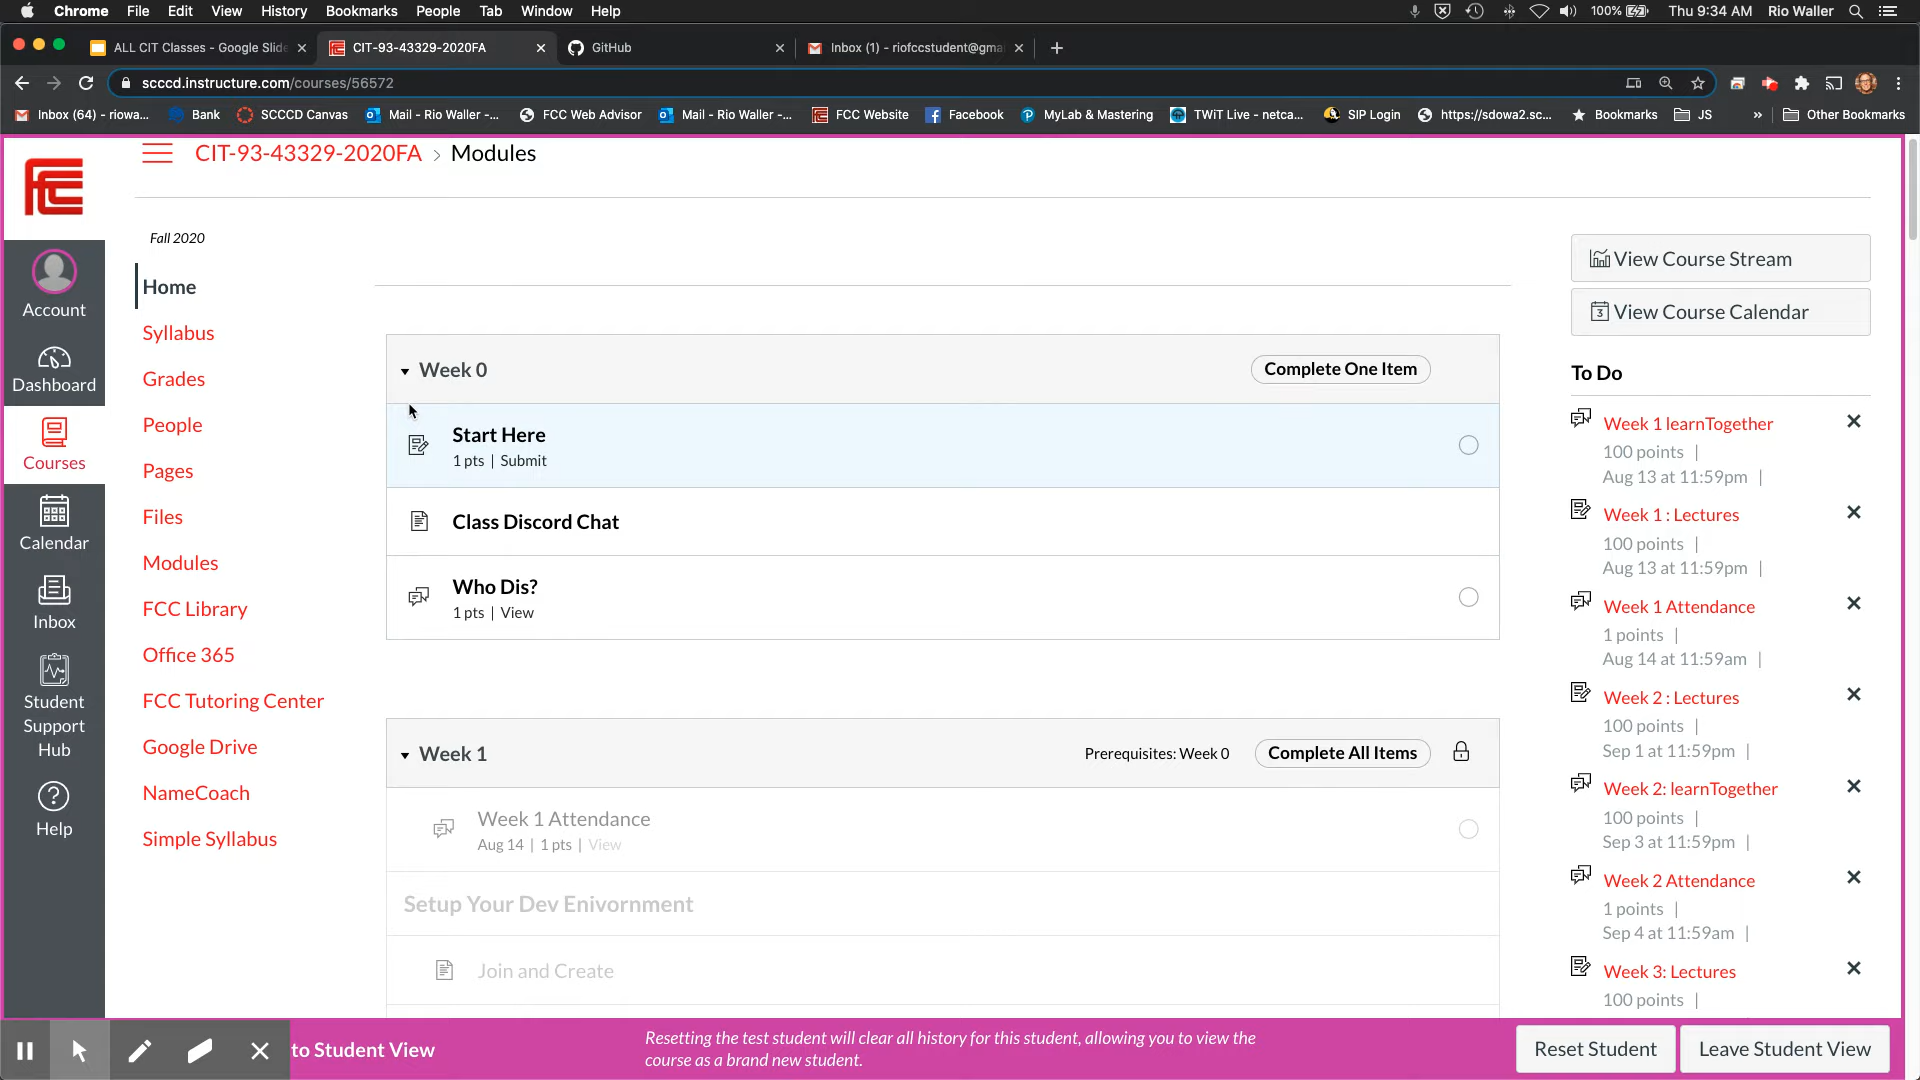 Chrome File Edit View History Bookmarks People Tab Window Help
100% Thu 9:34 AM Rio Waller
ALL CIT Classes - Google Slide
CIT-93-43329-2020FA
GitHub
Inbox (1) - riofccstudent@gma
scccd.instructure.com/courses/56572
Inbox (64) - riowa... Bank SCCCD Canvas Mail - Rio Waller -... FCC Web Advisor Mail - Rio Waller -... FCC Website Facebook MyLab & Mastering TWiT Live - netca... SIP Login https://sdowa2.sc... Bookmarks JS » Other Bookmarks
FCC
CIT-93-43329-2020FA > Modules
Account
Dashboard
Courses
Calendar
Inbox
Student
Support
Hub
Help
Fall 2020
Home
Syllabus
Grades
People
Pages
Files
Modules
FCC Library
Office 365
FCC Tutoring Center
Google Drive
NameCoach
Simple Syllabus
Week 0
Complete One Item
Start Here
1 pts | Submit
Class Discord Chat
Who Dis?
1 pts | View
Week 1
Prerequisites: Week 0
Complete All Items
Week 1 Attendance
Aug 14 | 1 pts | View
Setup Your Dev Enivornment
Join and Create
View Course Stream
3 View Course Calendar
To Do
Week 1 learnTogether
100 points |
Aug 13 at 11:59pm |
Week 1 : Lectures
100 points |
Aug 13 at 11:59pm |
Week 1 Attendance
1 points |
Aug 14 at 11:59am |
Week 2 : Lectures
100 points |
Sep 1 at 11:59pm |
Week 2: learnTogether
100 points |
Sep 3 at 11:59pm |
Week 2 Attendance
1 points |
Sep 4 at 11:59am |
Week 3: Lectures
100 points |
to Student View
Resetting the test student will clear all history for this student, allowing you to view the
course as a brand new student.
Reset Student
Leave Student View